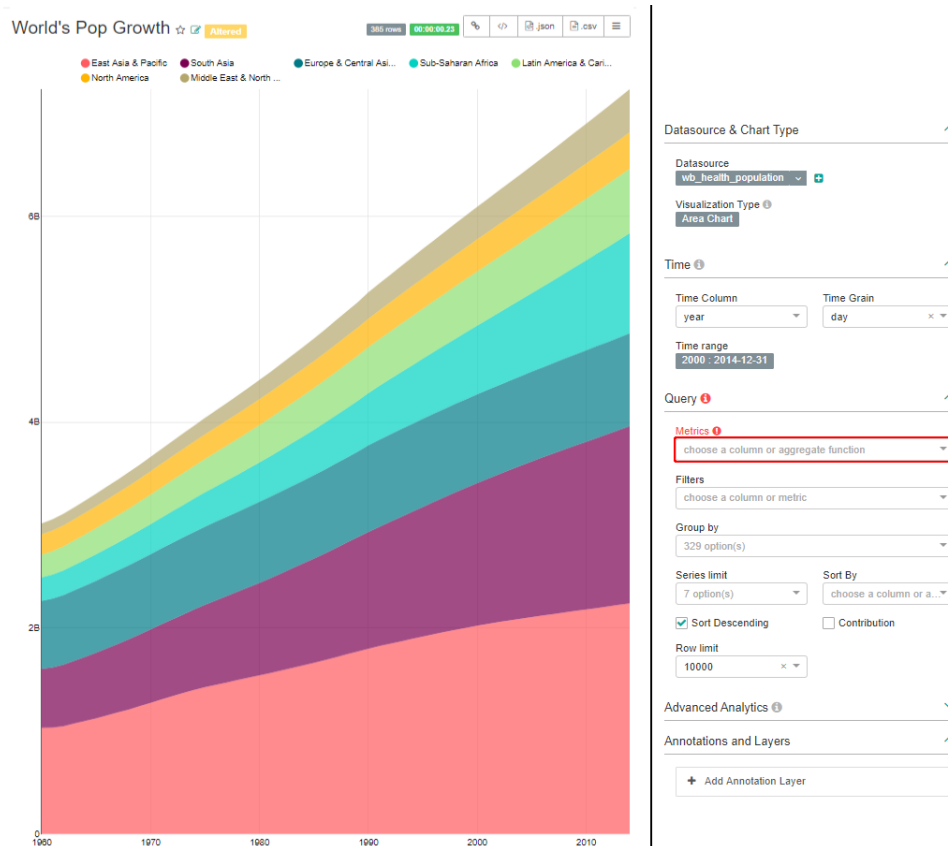 World's Pop Growth Altered
385 rows 00:00:00.23 .json .csv
East Asia & Pacific South Asia Europe & Central Asi... Sub-Saharan Africa Latin America & Cari...
North America Middle East & North ...
6B
4B
2B
0
1960 1970 1980 1990 2000 2010
Datasource & Chart Type
Datasource
wb_health_population
Visualization Type
Area Chart
Time
Time Column Time Grain
year day
Time range
2000 : 2014-12-31
Query
Metrics
choose a column or aggregate function
Filters
choose a column or metric
Group by
329 option(s)
Series limit Sort By
7 option(s) choose a column or a...
Sort Descending Contribution
Row limit
10000
Advanced Analytics
Annotations and Layers
+ Add Annotation Layer